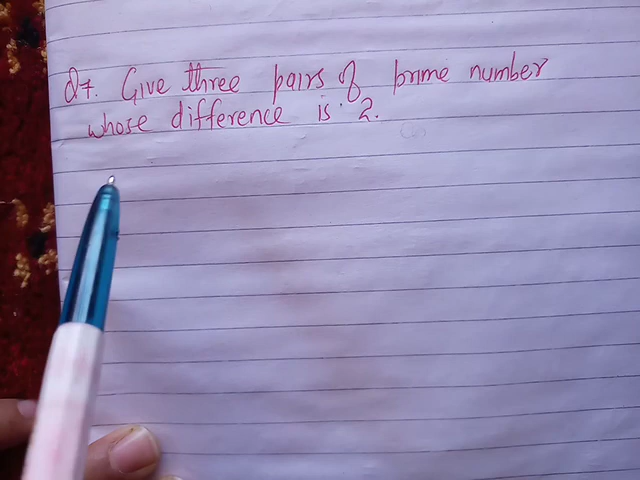 Q7. Give three pairs of prime number
whose difference is 2.